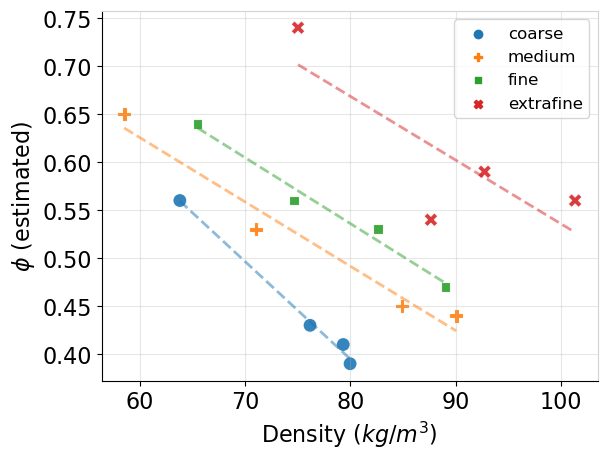 0.75
0.70
0.65
0.60
0.55
0.50
0.45
0.40
ϕ (estimated)
60 70 80 90 100
Density (kg/m³)
coarse
medium
fine
extrafine